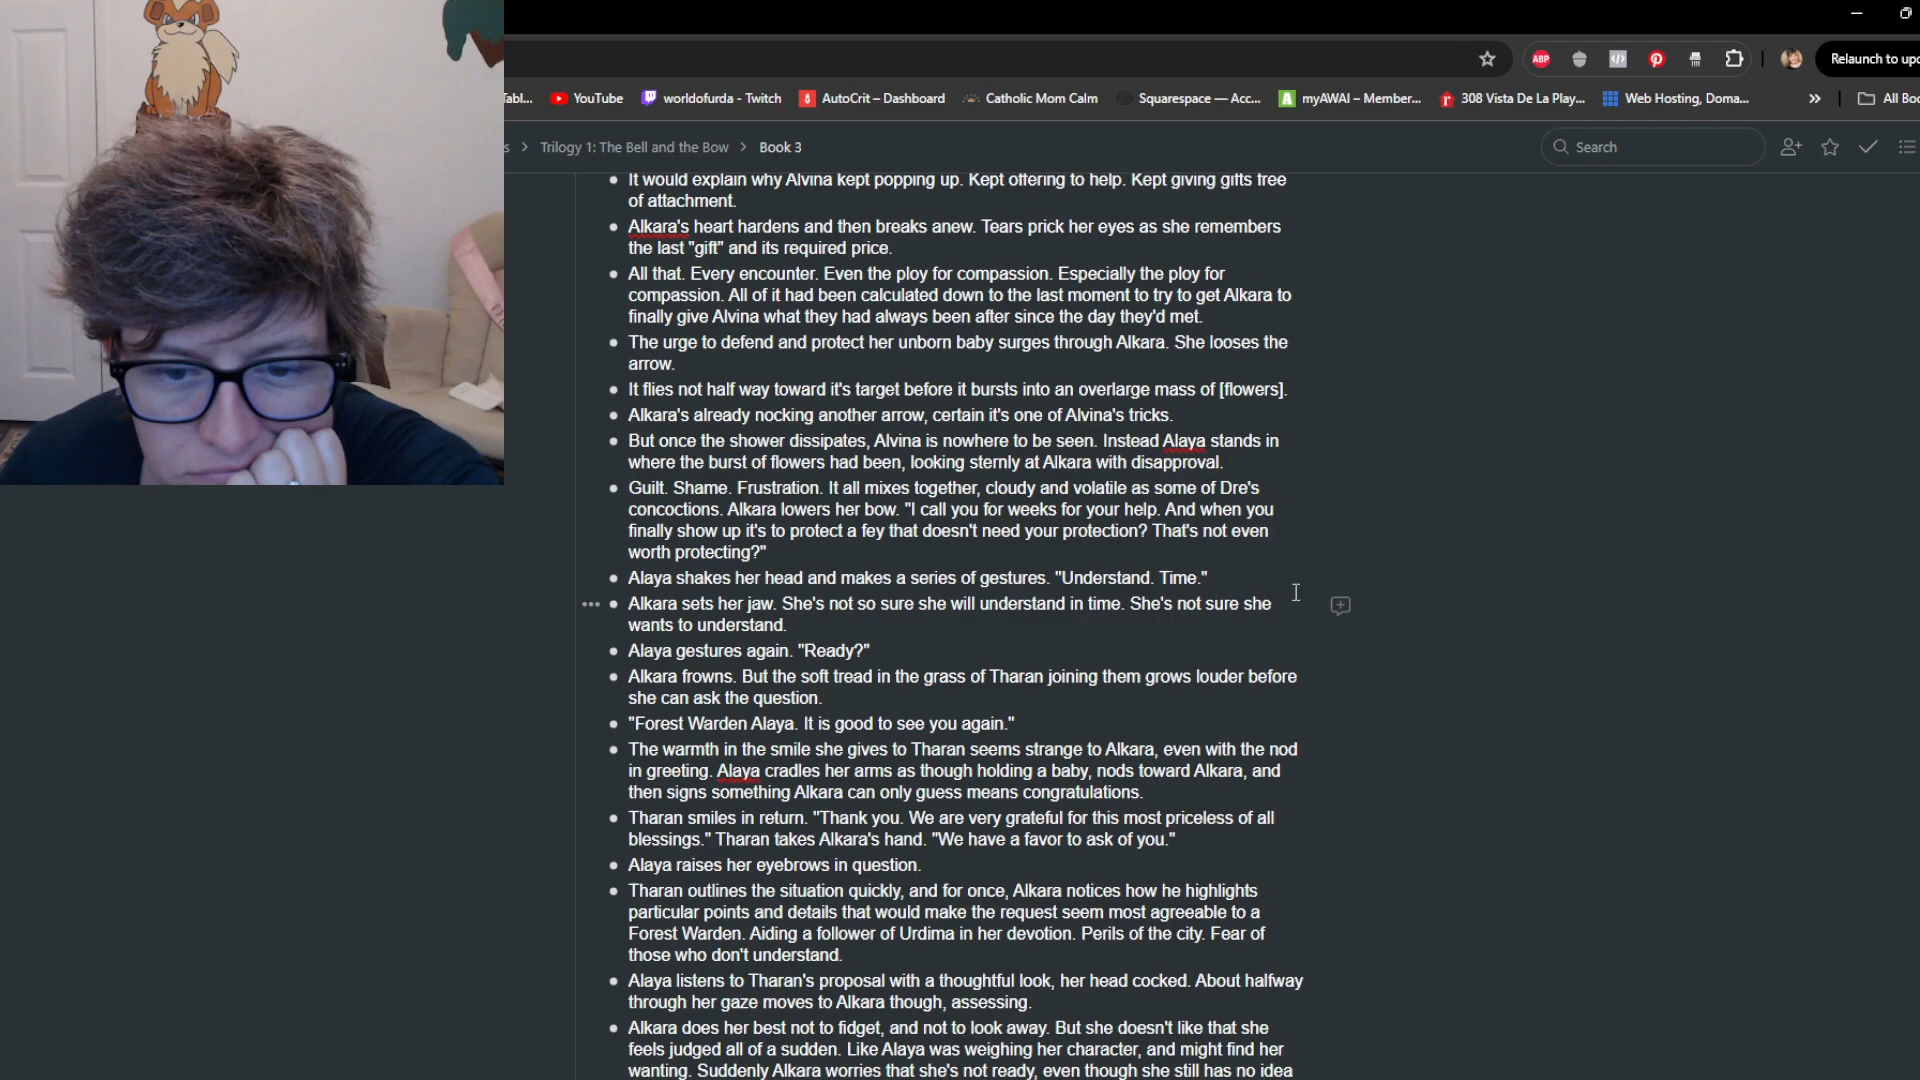 ABP
Relaunch to upd
Tabl...
YouTube
worldofurda - Twitch
AutoCrit – Dashboard
Catholic Mom Calm
Squarespace — Acc...
myAWAI – Member...
308 Vista De La Play...
Web Hosting, Doma...
»
All Boo
s > Trilogy 1: The Bell and the Bow > Book 3
Search
It would explain why Alvina kept popping up. Kept offering to help. Kept giving gifts free
of attachment.
Alkara's heart hardens and then breaks anew. Tears prick her eyes as she remembers
the last "gift" and its required price.
All that. Every encounter. Even the ploy for compassion. Especially the ploy for
compassion. All of it had been calculated down to the last moment to try to get Alkara to
finally give Alvina what they had always been after since the day they'd met.
The urge to defend and protect her unborn baby surges through Alkara. She looses the
arrow.
It flies not half way toward it's target before it bursts into an overlarge mass of [flowers].
Alkara's already nocking another arrow, certain it's one of Alvina's tricks.
But once the shower dissipates, Alvina is nowhere to be seen. Instead Alaya stands in
where the burst of flowers had been, looking sternly at Alkara with disapproval.
Guilt. Shame. Frustration. It all mixes together, cloudy and volatile as some of Dre's
concoctions. Alkara lowers her bow. "I call you for weeks for your help. And when you
finally show up it's to protect a fey that doesn't need your protection? That's not even
worth protecting?"
Alaya shakes her head and makes a series of gestures. "Understand. Time."
Alkara sets her jaw. She's not so sure she will understand in time. She's not sure she
wants to understand.
Alaya gestures again. "Ready?"
Alkara frowns. But the soft tread in the grass of Tharan joining them grows louder before
she can ask the question.
"Forest Warden Alaya. It is good to see you again."
The warmth in the smile she gives to Tharan seems strange to Alkara, even with the nod
in greeting. Alaya cradles her arms as though holding a baby, nods toward Alkara, and
then signs something Alkara can only guess means congratulations.
Tharan smiles in return. "Thank you. We are very grateful for this most priceless of all
blessings." Tharan takes Alkara's hand. "We have a favor to ask of you."
Alaya raises her eyebrows in question.
Tharan outlines the situation quickly, and for once, Alkara notices how he highlights
particular points and details that would make the request seem most agreeable to a
Forest Warden. Aiding a follower of Urdima in her devotion. Perils of the city. Fear of
those who don't understand.
Alaya listens to Tharan's proposal with a thoughtful look, her head cocked. About halfway
through her gaze moves to Alkara though, assessing.
Alkara does her best not to fidget, and not to look away. But she doesn't like that she
feels judged all of a sudden. Like Alaya was weighing her character, and might find her
wanting. Suddenly Alkara worries that she's not ready, even though she still has no idea